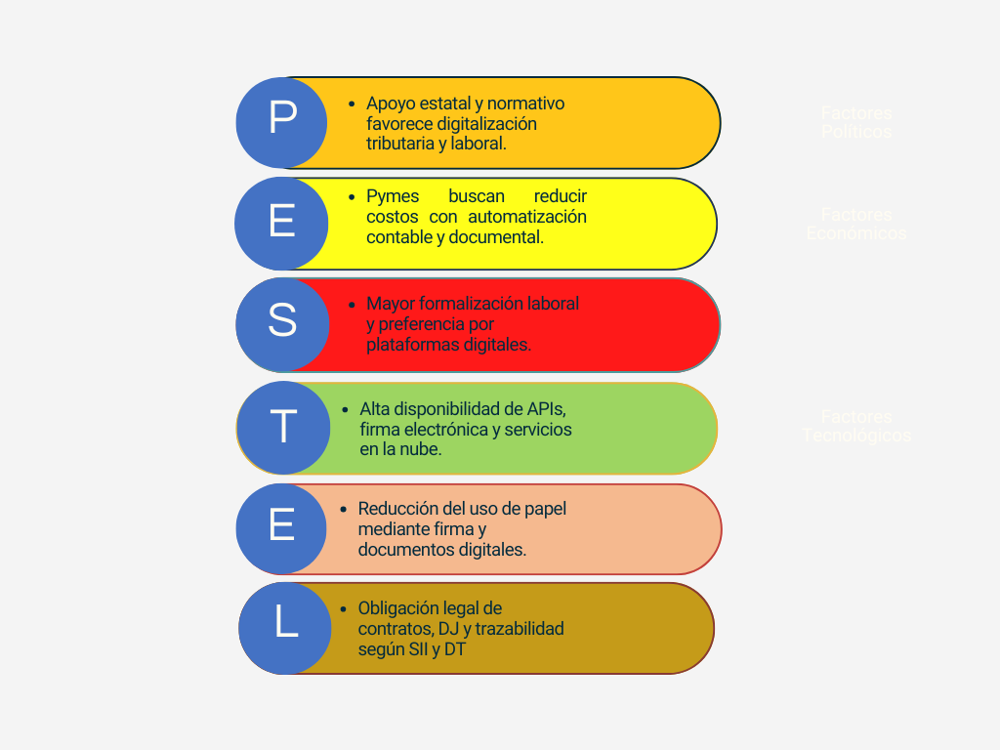 P
• Apoyo estatal y normativo
favorece digitalización
tributaria y laboral.
Factores
Políticos
E
• Pymes buscan reducir
costos con automatización
contable y documental.
Factores
Económicos
S
• Mayor formalización laboral
y preferencia por
plataformas digitales.
T
• Alta disponibilidad de APIs,
firma electrónica y servicios
en la nube.
Factores
Tecnológicos
E
• Reducción del uso de papel
mediante firma y
documentos digitales.
L
• Obligación legal de
contratos, DJ y trazabilidad
según SII y DT